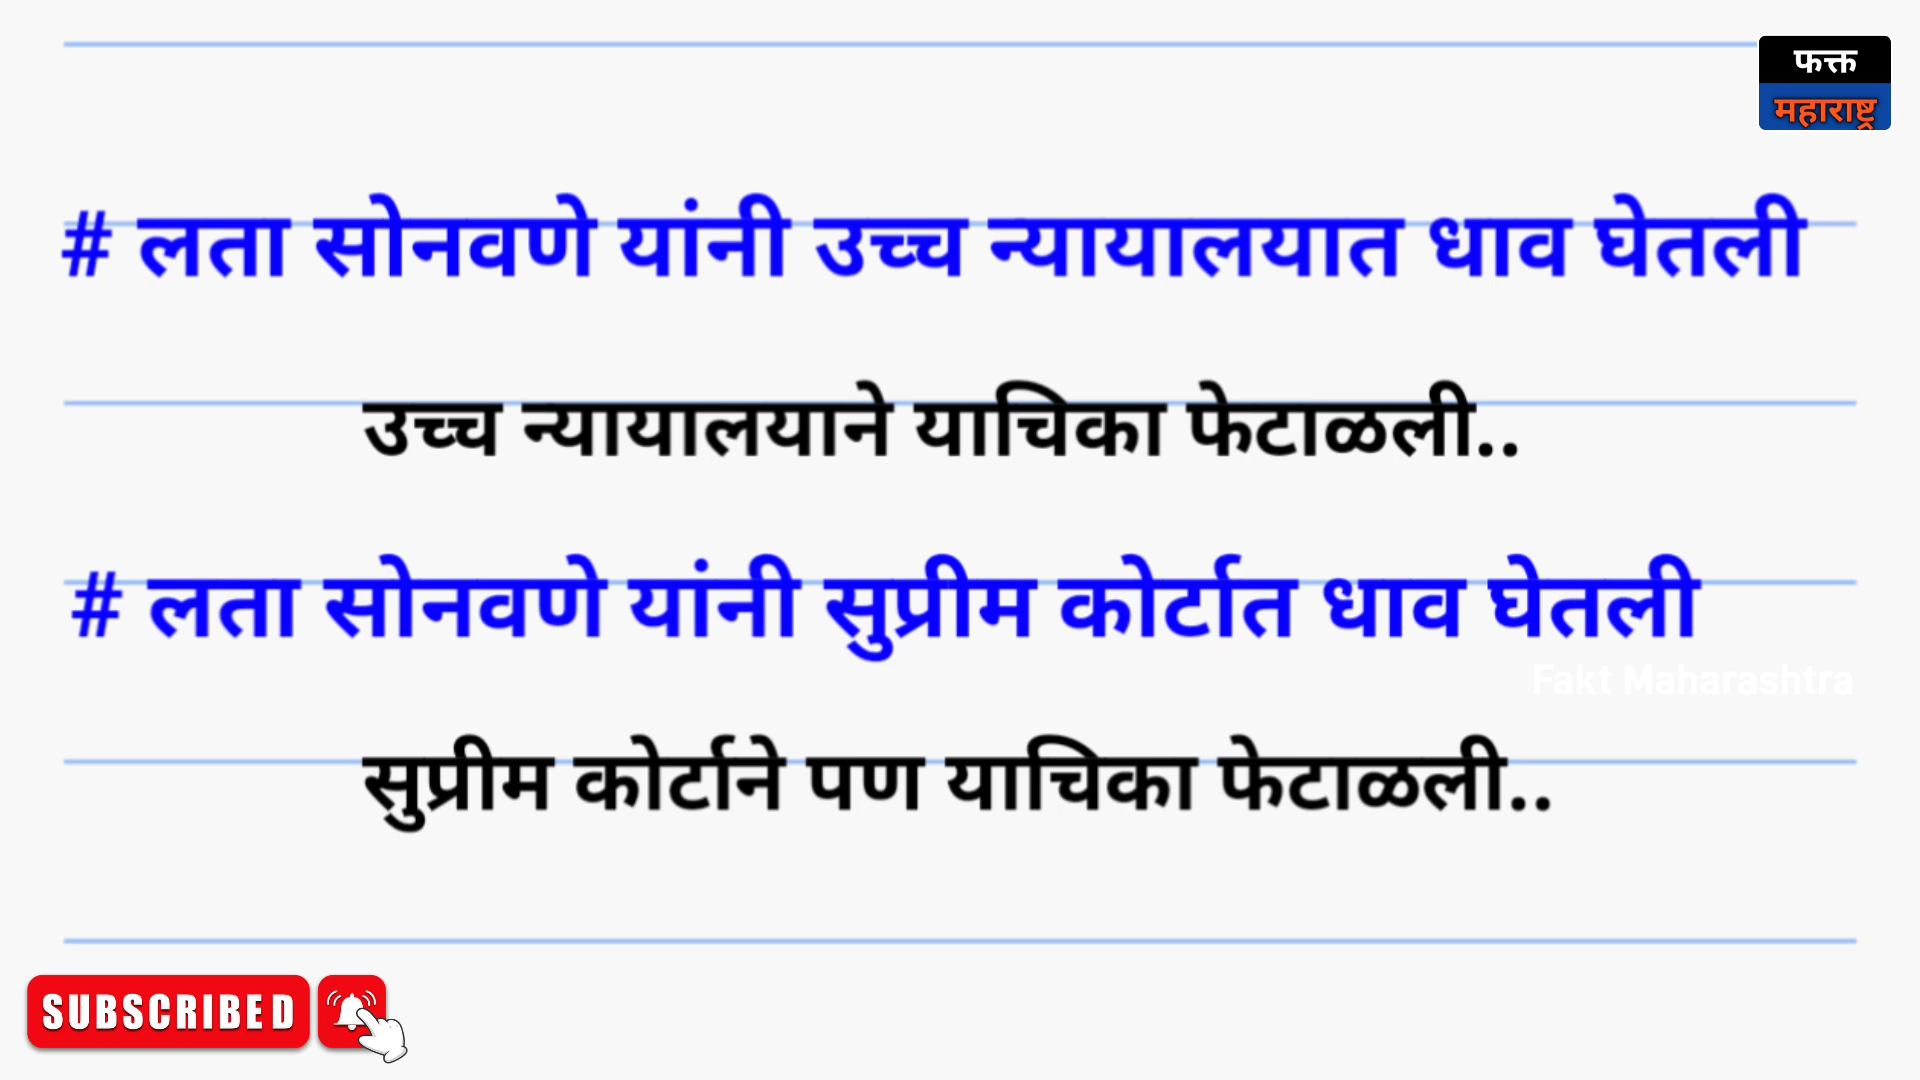 फक्त
महाराष्ट्र
# लता सोनवणे यांनी उच्च न्यायालयात धाव घेतली
उच्च न्यायालयाने याचिका फेटाळली..
# लता सोनवणे यांनी सुप्रीम कोर्टात धाव घेतली
Fakt Maharashtra
सुप्रीम कोर्टाने पण याचिका फेटाळली..
SUBSCRIBED